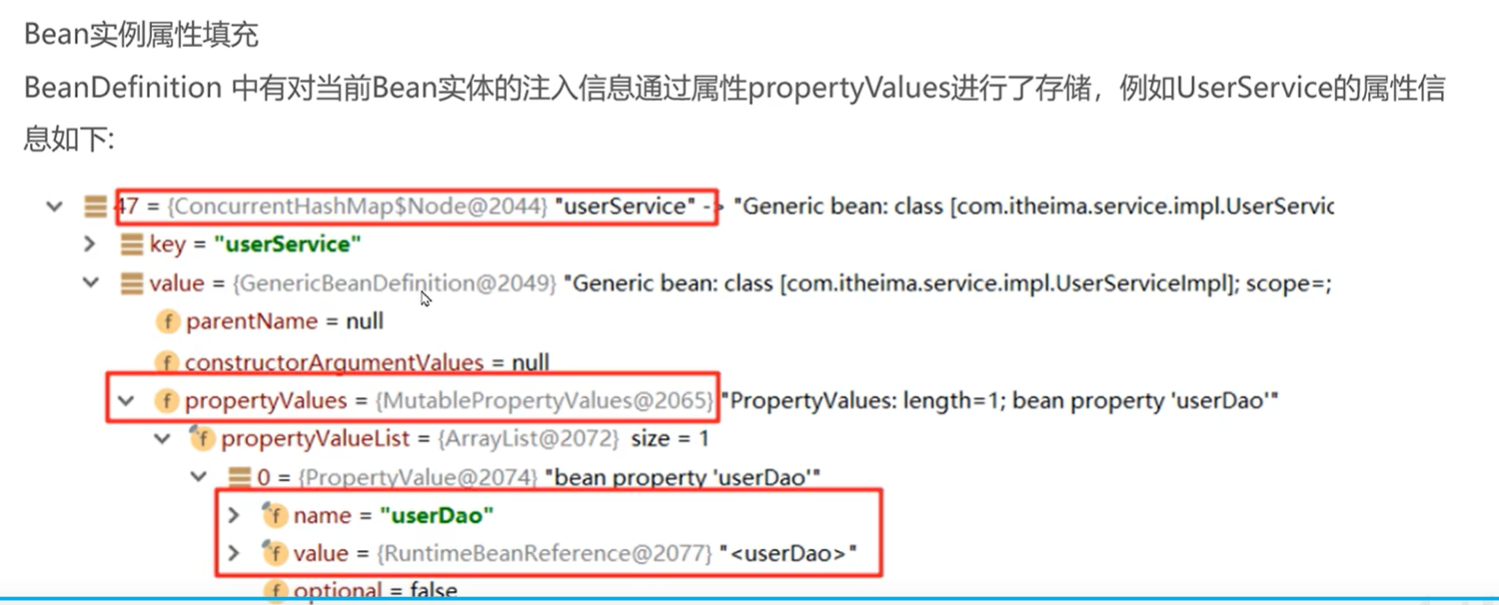 Bean实例属性填充
BeanDefinition 中有对当前Bean实体的注入信息通过属性propertyValues进行了存储，例如UserService的属性信
息如下:
47 = {ConcurrentHashMap$Node@2044} "userService" -> "Generic bean: class [com.itheima.service.impl.UserServic
key = "userService"
value = {GenericBeanDefinition@2049} "Generic bean: class [com.itheima.service.impl.UserServiceImpl]; scope=;
f parentName = null
f constructorArgumentValues = null
f propertyValues = {MutablePropertyValues@2065} "PropertyValues: length=1; bean property 'userDao'"
f propertyValueList = {ArrayList@2072} size = 1
0 = {PropertyValue@2074} "bean property 'userDao'"
f name = "userDao"
f value = {RuntimeBeanReference@2077} "<userDao>"
f optional = false